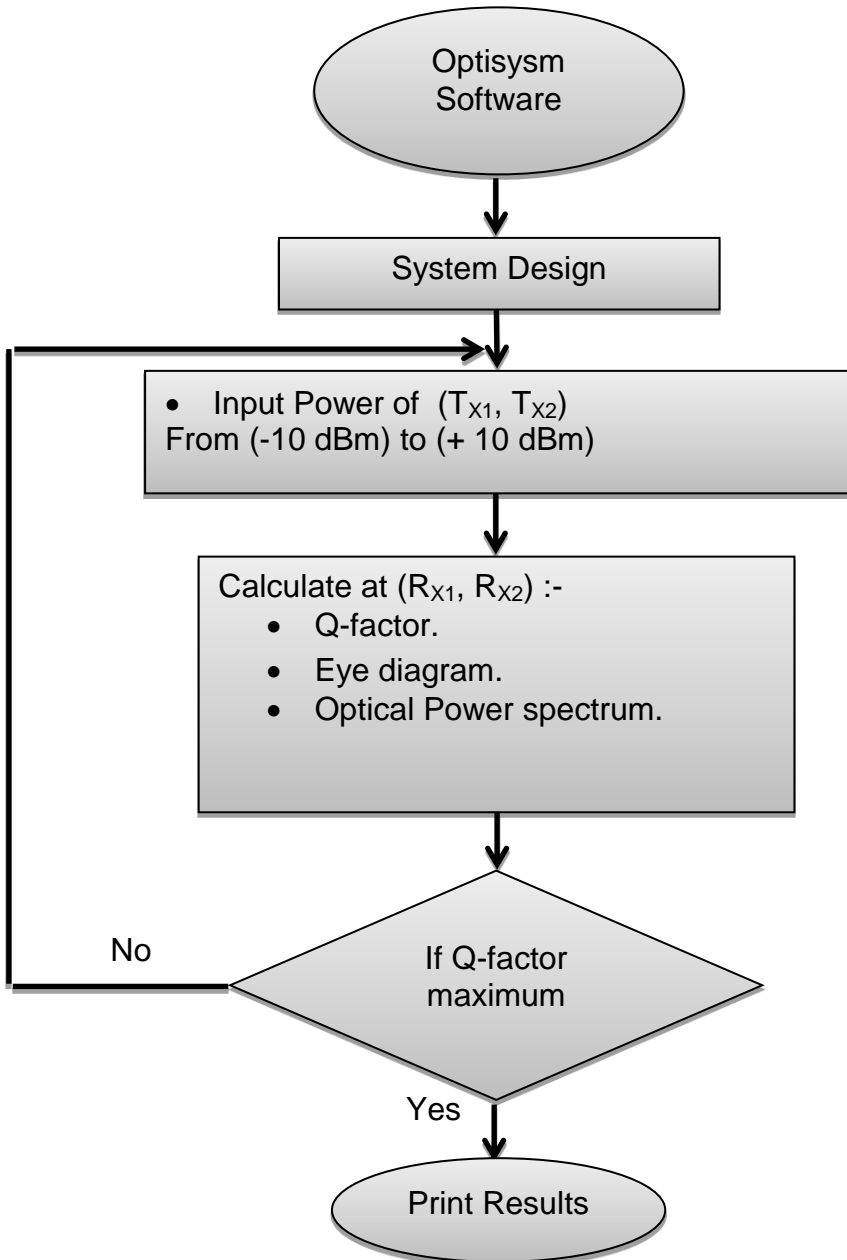 Optisysm
Software
System Design
• Input Power of (TX1, TX2)
From (-10 dBm) to (+ 10 dBm)
Calculate at (RX1, RX2) :-
• Q-factor.
• Eye diagram.
• Optical Power spectrum.
If Q-factor
maximum
No
Yes
Print Results